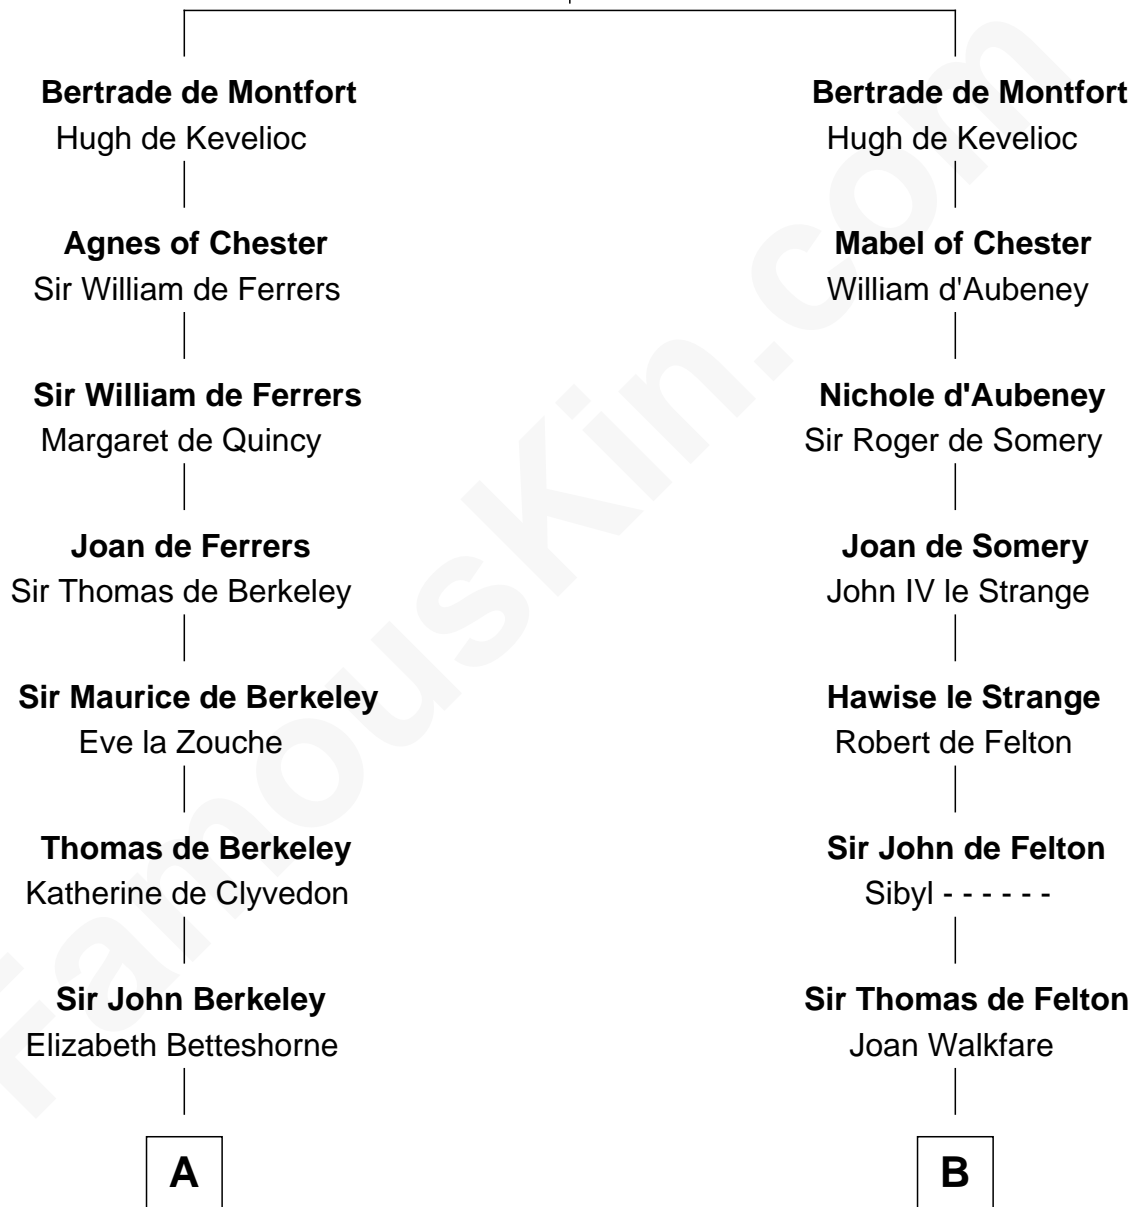 Bertrade de Montfort
Hugh de Kevelioc
Agnes of Chester
Sir William de Ferrers
Sir William de Ferrers
Margaret de Quincy
Joan de Ferrers
Sir Thomas de Berkeley
Sir Maurice de Berkeley
Eve la Zouche
Thomas de Berkeley
Katherine de Clyvedon
Sir John Berkeley
Elizabeth Betteshorne
A
Bertrade de Montfort
Hugh de Kevelioc
Mabel of Chester
William d'Aubeney
Nichole d'Aubeney
Sir Roger de Somery
Joan de Somery
John IV le Strange
Hawise le Strange
Robert de Felton
Sir John de Felton
Sibyl - - - - - -
Sir Thomas de Felton
Joan Walkfare
B
FamousKin.com